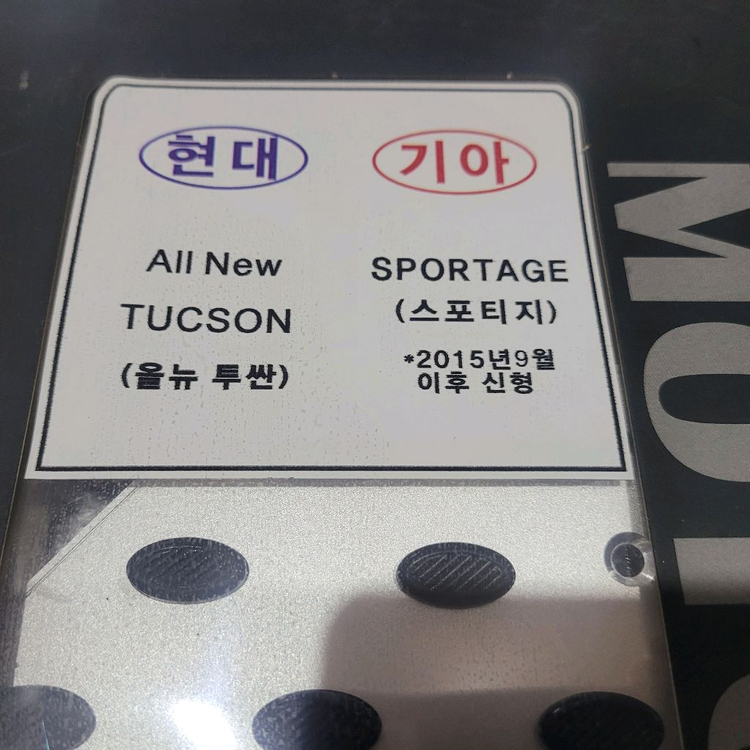 현대
All New
TUCSON
(올뉴 투싼)
기아
SPORTAGE
(스포티지)
*2015년9월
이후 신형